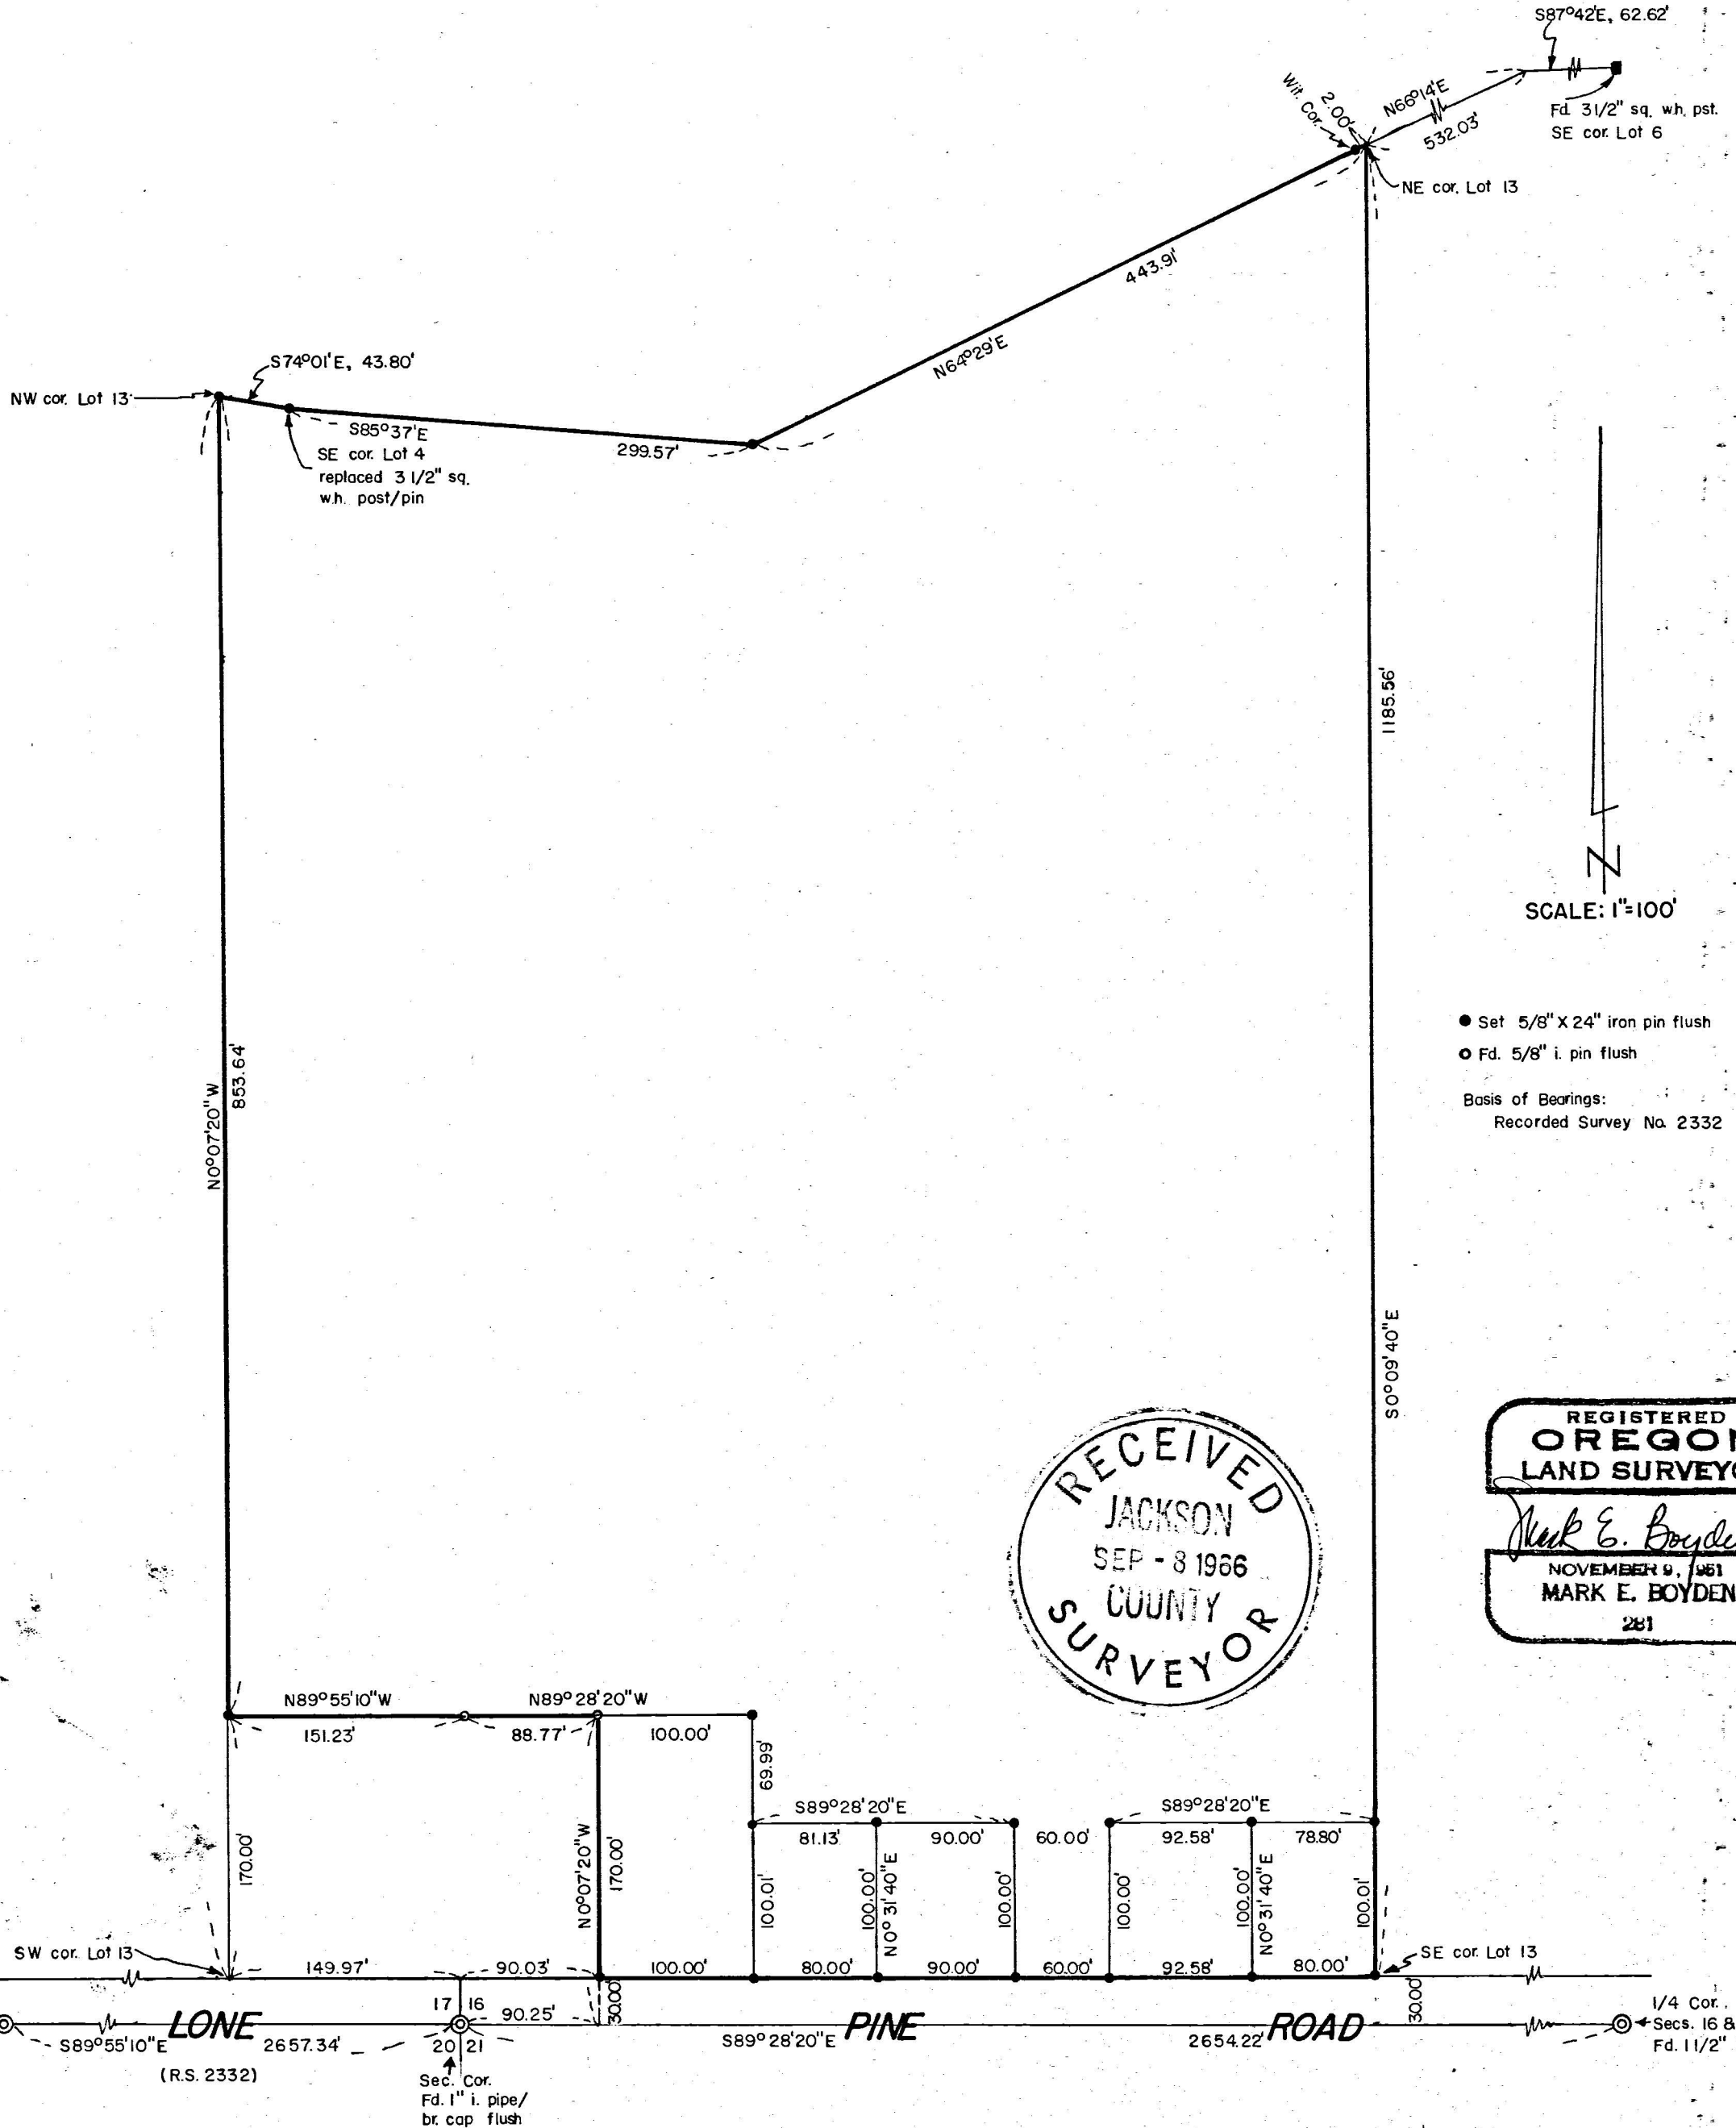 S87°42'E, 62.62'
Wit. Cor.
2.00'
N66°14'E
532.03'
Fd. 3 1/2" sq. w.h. pst.
SE cor. Lot 6
NE cor. Lot 13
443.91'
N64°29'E
S74°01'E, 43.80'
NW cor. Lot 13
S85°37'E
299.57'
SE cor. Lot 4
replaced 3 1/2" sq.
w.h. post/pin
1185.56'
N
SCALE: 1"=100'
Set 5/8" X 24" iron pin flush
Fd. 5/8" i. pin flush
Basis of Bearings:
Recorded Survey No. 2332
N0°07'20"W
853.64'
S0°09'40"E
REGISTERED
OREGON
LAND SURVEYO
Mark E. Boyde
NOVEMBER 9, 1951
MARK E. BOYDEN
281
RECEIVED
JACKSON
SEP - 8 1966
COUNTY
SURVEYOR
N89°55'10"W
N89°28'20"W
151.23'
88.77'
100.00'
69.99'
S89°28'20"E
S89°28'20"E
81.13'
90.00'
60.00'
92.58'
78.80'
170.00'
N0°07'20"W
170.00'
100.01'
100.00'
N0°31'40"E
100.00'
100.00'
100.00'
N0°31'40"E
100.01'
SW cor. Lot 13
SE cor. Lot 13
149.97'
90.03'
100.00'
80.00'
90.00'
60.00'
92.58'
80.00'
17 16
90.25'
30.00'
30.00'
LONE PINE ROAD
S89°55'10"E
2657.34'
20 21
S89°28'20"E
2654.22'
1/4 Cor.
Secs. 16 &
Fd. 1 1/2"
(R.S. 2332)
Sec. Cor.
Fd. 1" i. pipe/
br. cap flush